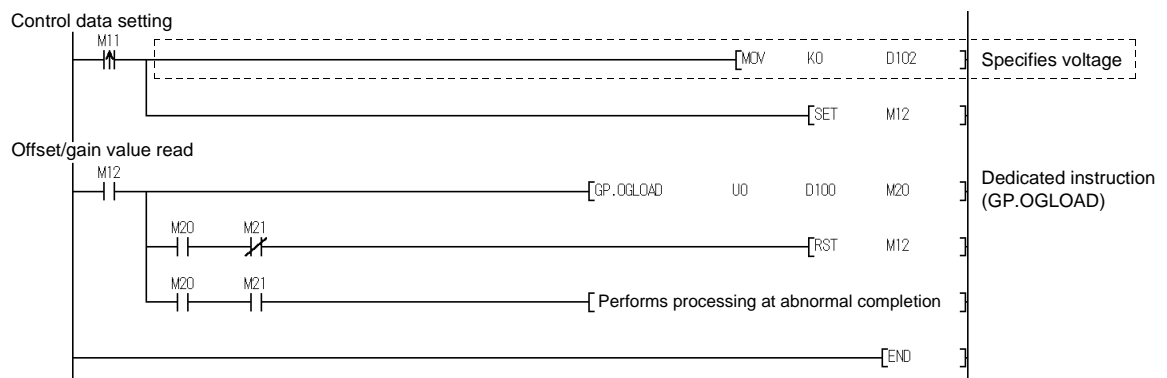 Control data setting
M11
[MOV K0 D102 ] Specifies voltage
[SET M12 ]
Offset/gain value read
M12
[GP.OGLOAD U0 D100 M20 ] Dedicated instruction
(GP.OGLOAD)
M20 M21
[RST M12 ]
M20 M21
[ Performs processing at abnormal completion ]
[END ]